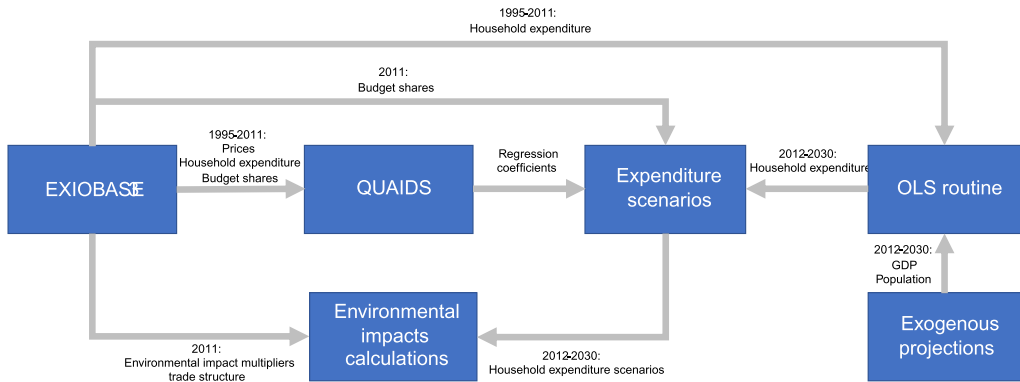 1995-2011:
Household expenditure
2011:
Budget shares
1995-2011:
Prices
Household expenditure
Budget shares
Regression
coefficients
2012-2030:
Household expenditure
EXIOBASE3
QUAIDS
Expenditure
scenarios
OLS routine
2012-2030:
GDP
Population
Environmental
impacts
calculations
Exogenous
projections
2011:
Environmental impact multipliers
trade structure
2012-2030:
Household expenditure scenarios